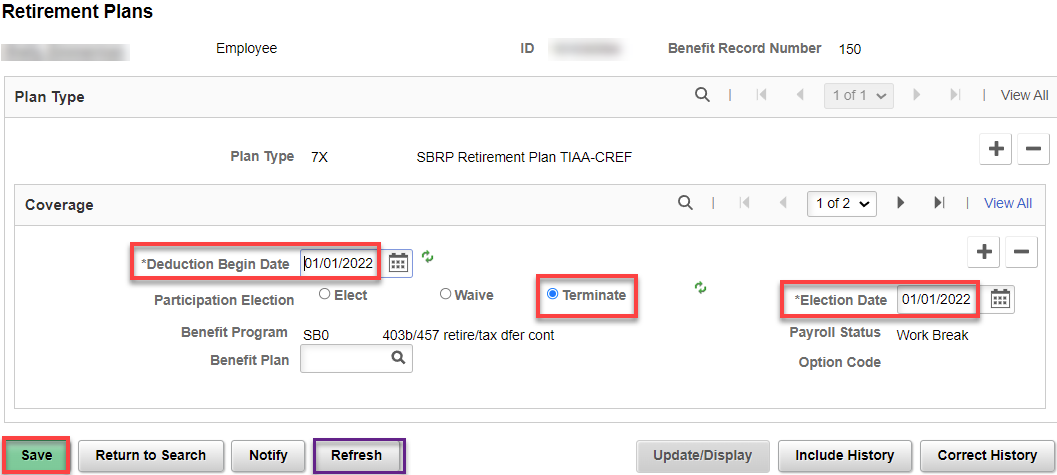 Retirement Plans
Employee ID Benefit Record Number 150
Plan Type 1 of 1 View All
Plan Type 7X SBRP Retirement Plan TIAA-CREF
Coverage 1 of 2 View All
*Deduction Begin Date 01/01/2022
Participation Election Elect Waive Terminate *Election Date 01/01/2022
Benefit Program SB0 403b/457 retire/tax dfer cont Payroll Status Work Break
Benefit Plan Option Code
Save Return to Search Notify Refresh Update/Display Include History Correct History